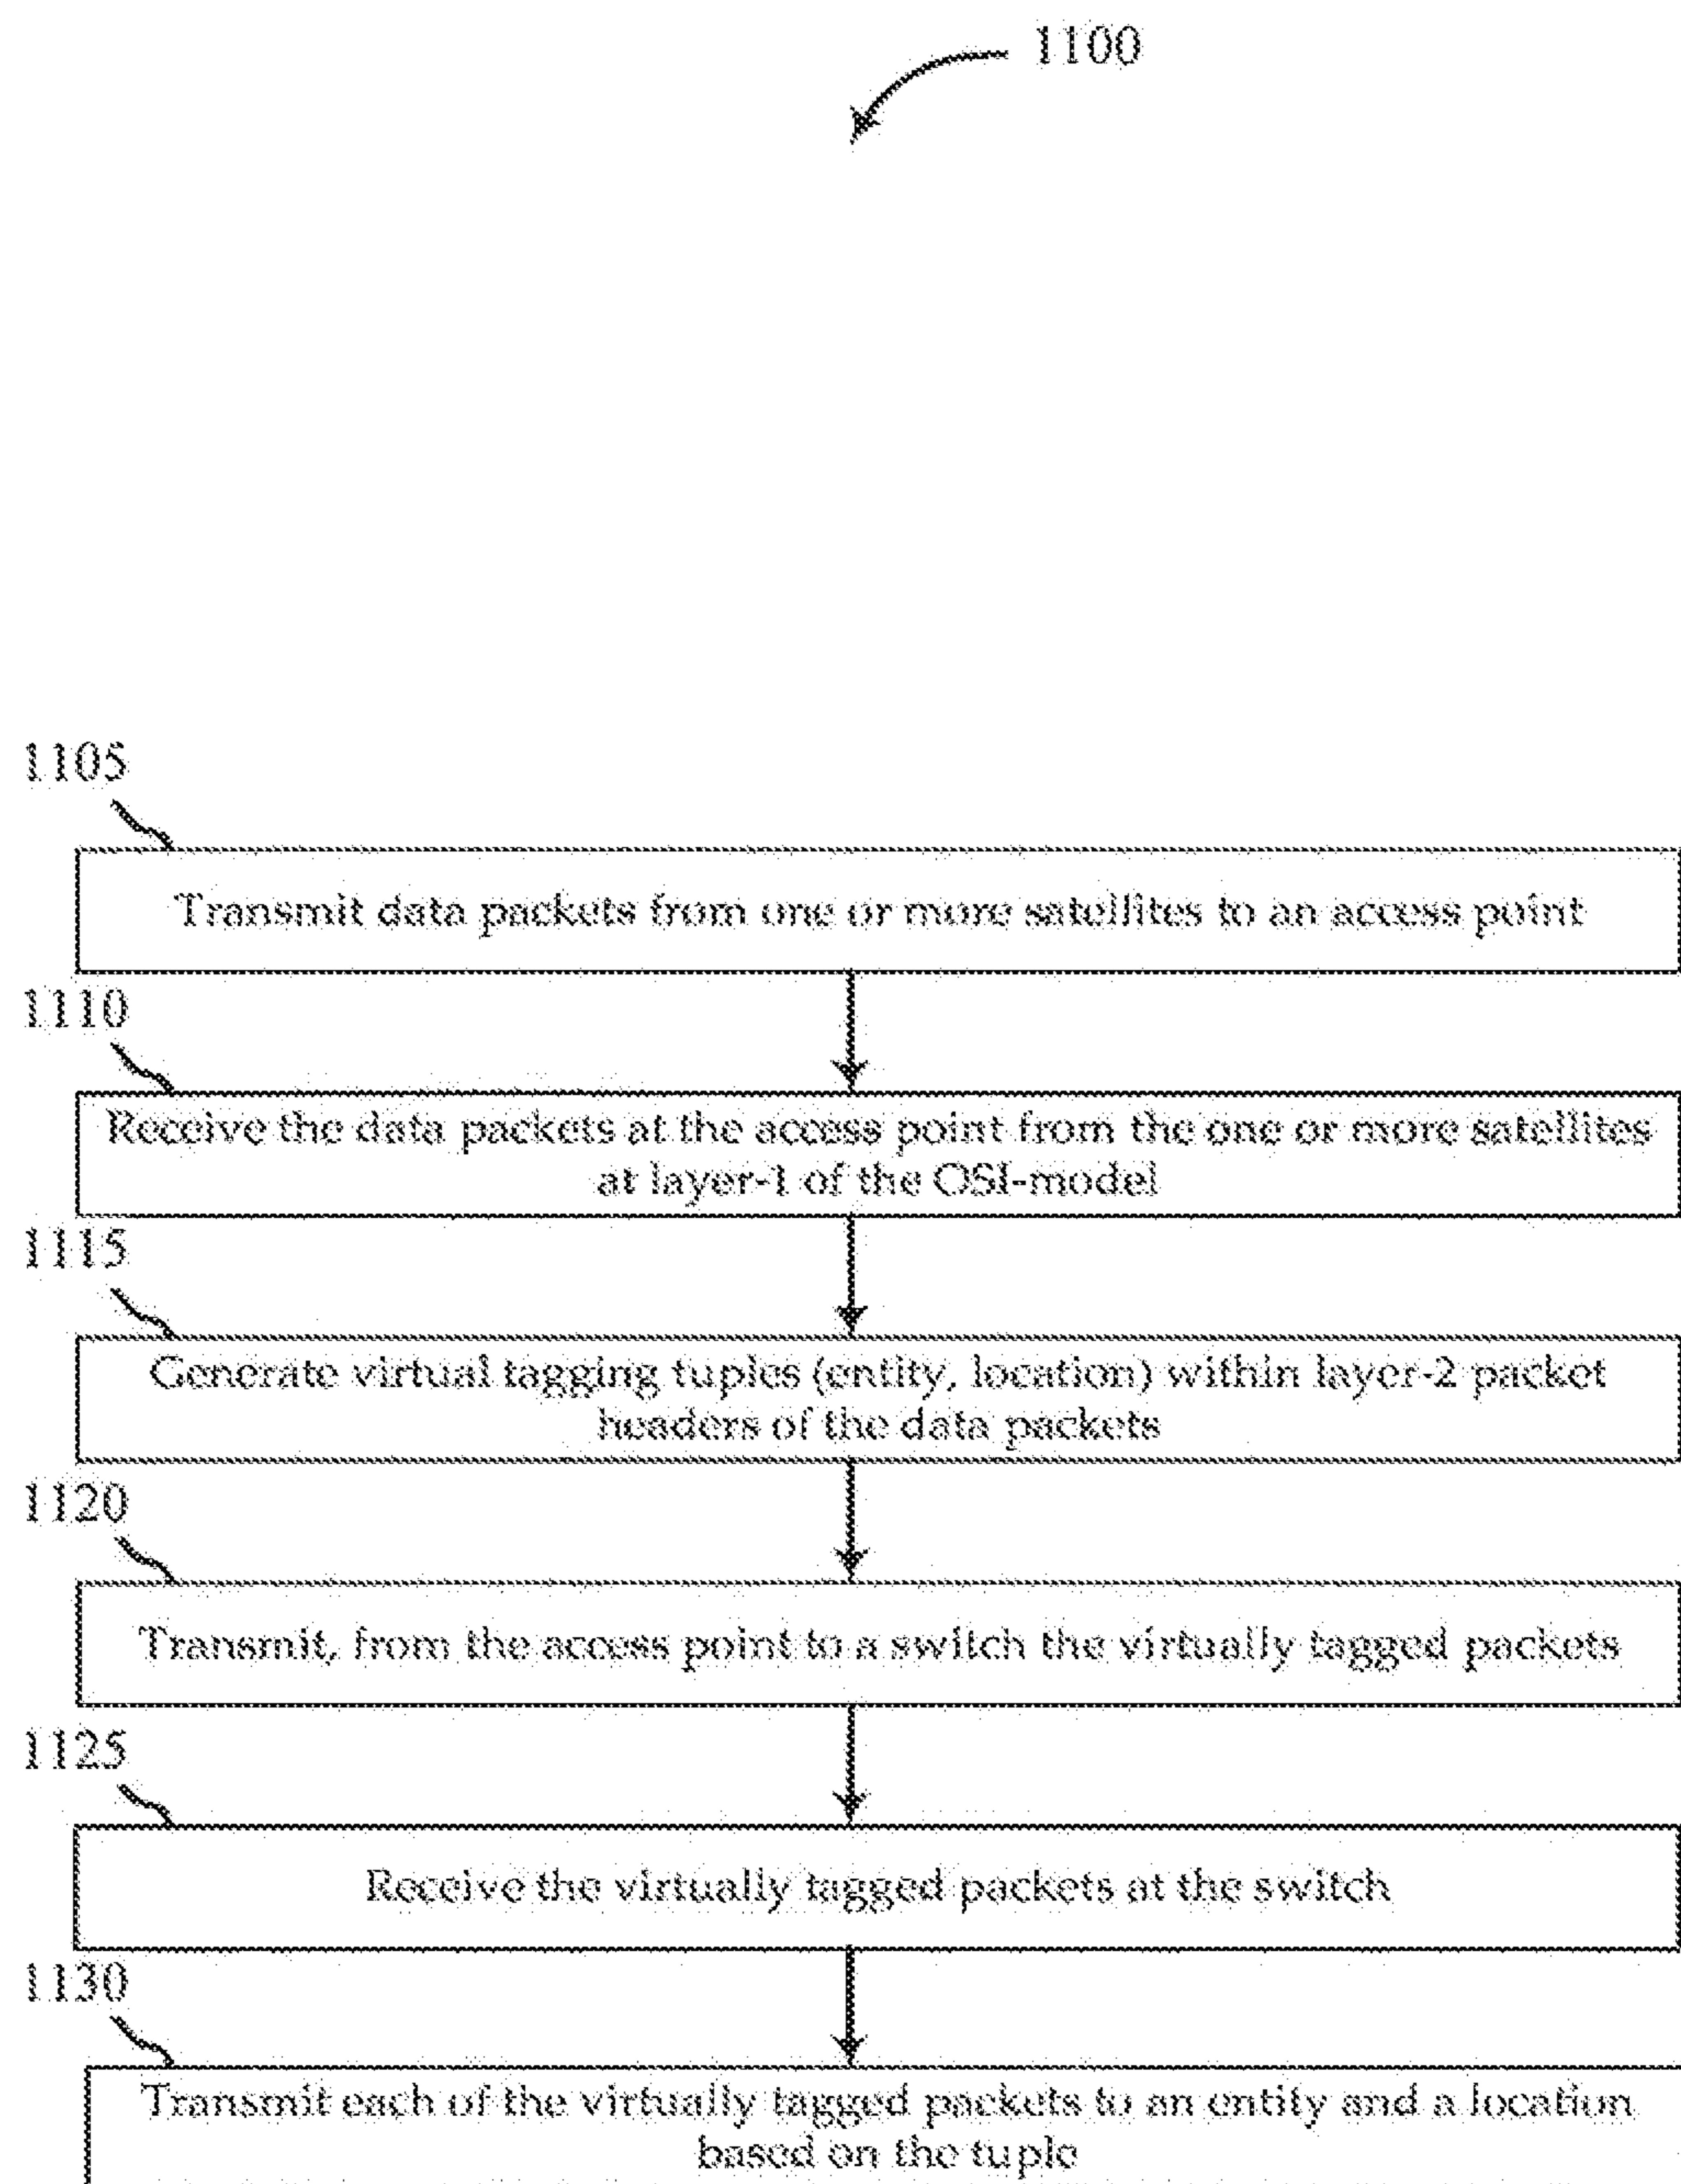 1100
1105
Transmit data packets from one or more satellites to an access point
1110
Receive the data packets at the access point from the one or more satellites
at layer-1 of the OSI-model
1115
Generate virtual tagging tuples (entity, location) within layer-2 packet
headers of the data packets
1120
Transmit, from the access point to a switch the virtually tagged packets
1125
Receive the virtually tagged packets at the switch
1130
Transmit each of the virtually tagged packets to an entity and a location
based on the tuple